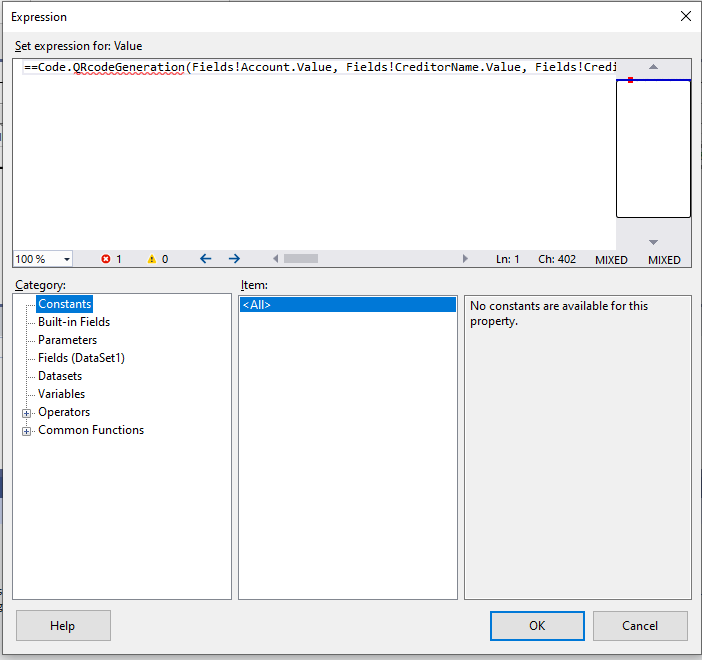 Expression
Set expression for: Value
==Code.QRcodeGeneration(Fields!Account.Value, Fields!CreditorName.Value, Fields!Credi
100 % 1 0 Ln: 1 Ch: 402 MIXED MIXED
Category:
Constants
Built-in Fields
Parameters
Fields (DataSet1)
Datasets
Variables
Operators
Common Functions
Item:
<All>
No constants are available for this
property.
Help
OK
Cancel